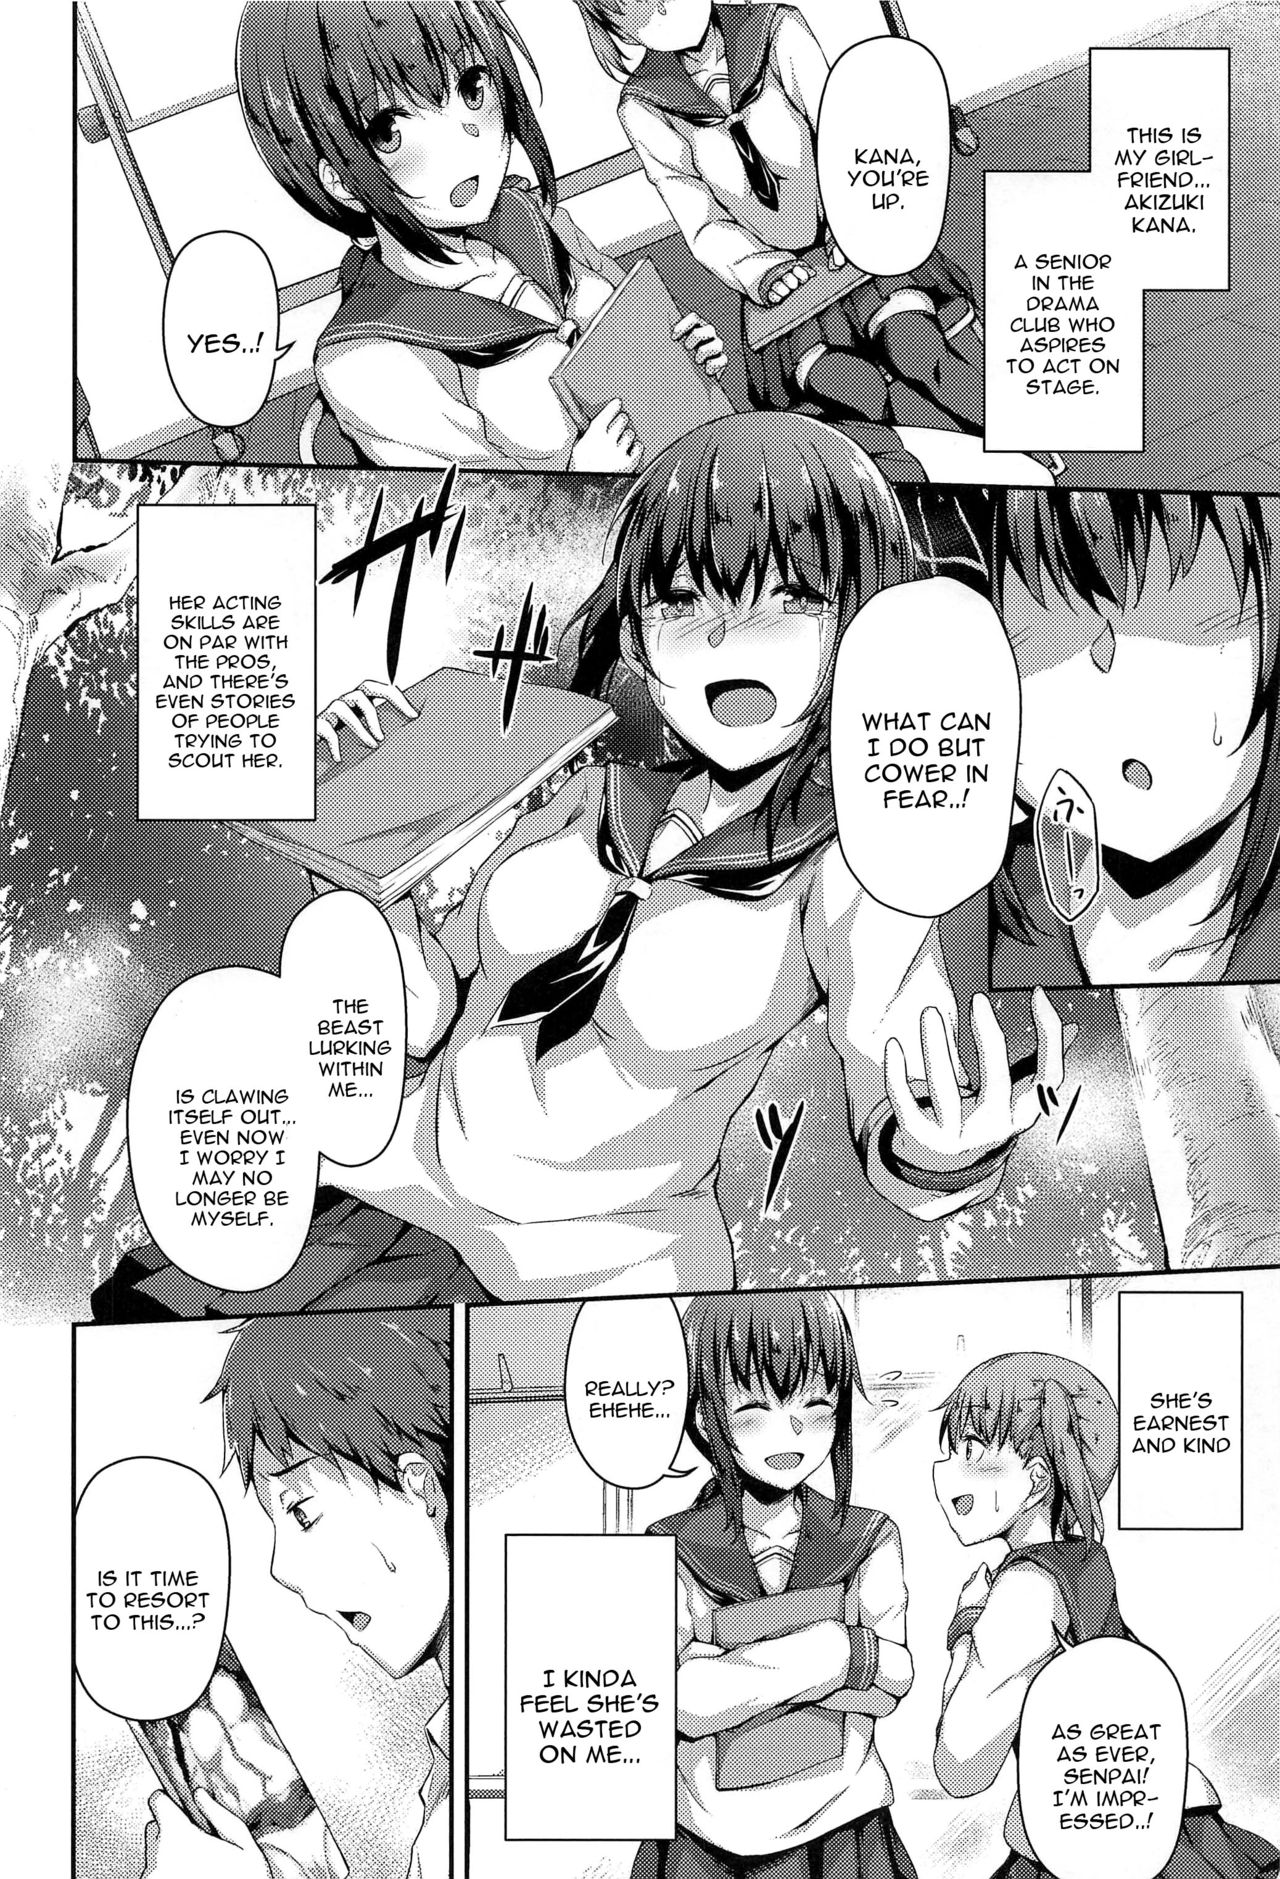 THIS IS
MY GIRL-
FRIEND...
AKIZUKI
KANA.
A SENIOR
IN THE
DRAMA
CLUB WHO
ASPIRES
TO ACT ON
STAGE.
KANA,
YOU'RE
UP.
YES..!
ふーっ
WHAT CAN
I DO BUT
COWER IN
FEAR..!
HER ACTING
SKILLS ARE
ON PAR WITH
THE PROS,
AND THERE'S
EVEN STORIES
OF PEOPLE
TRYING TO
SCOUT HER.
THE
BEAST
LURKING
WITHIN
ME...
IS CLAWING
ITSELF OUT...
EVEN NOW
I WORRY I
MAY NO
LONGER BE
MYSELF.
SHE'S
EARNEST
AND KIND
REALLY?
EHEHE...
AS GREAT
AS EVER,
SENPAI!
I'M IMPR-
ESSED..!
I KINDA
FEEL SHE'S
WASTED
ON ME...
IS IT TIME
TO RESORT
TO THIS...?